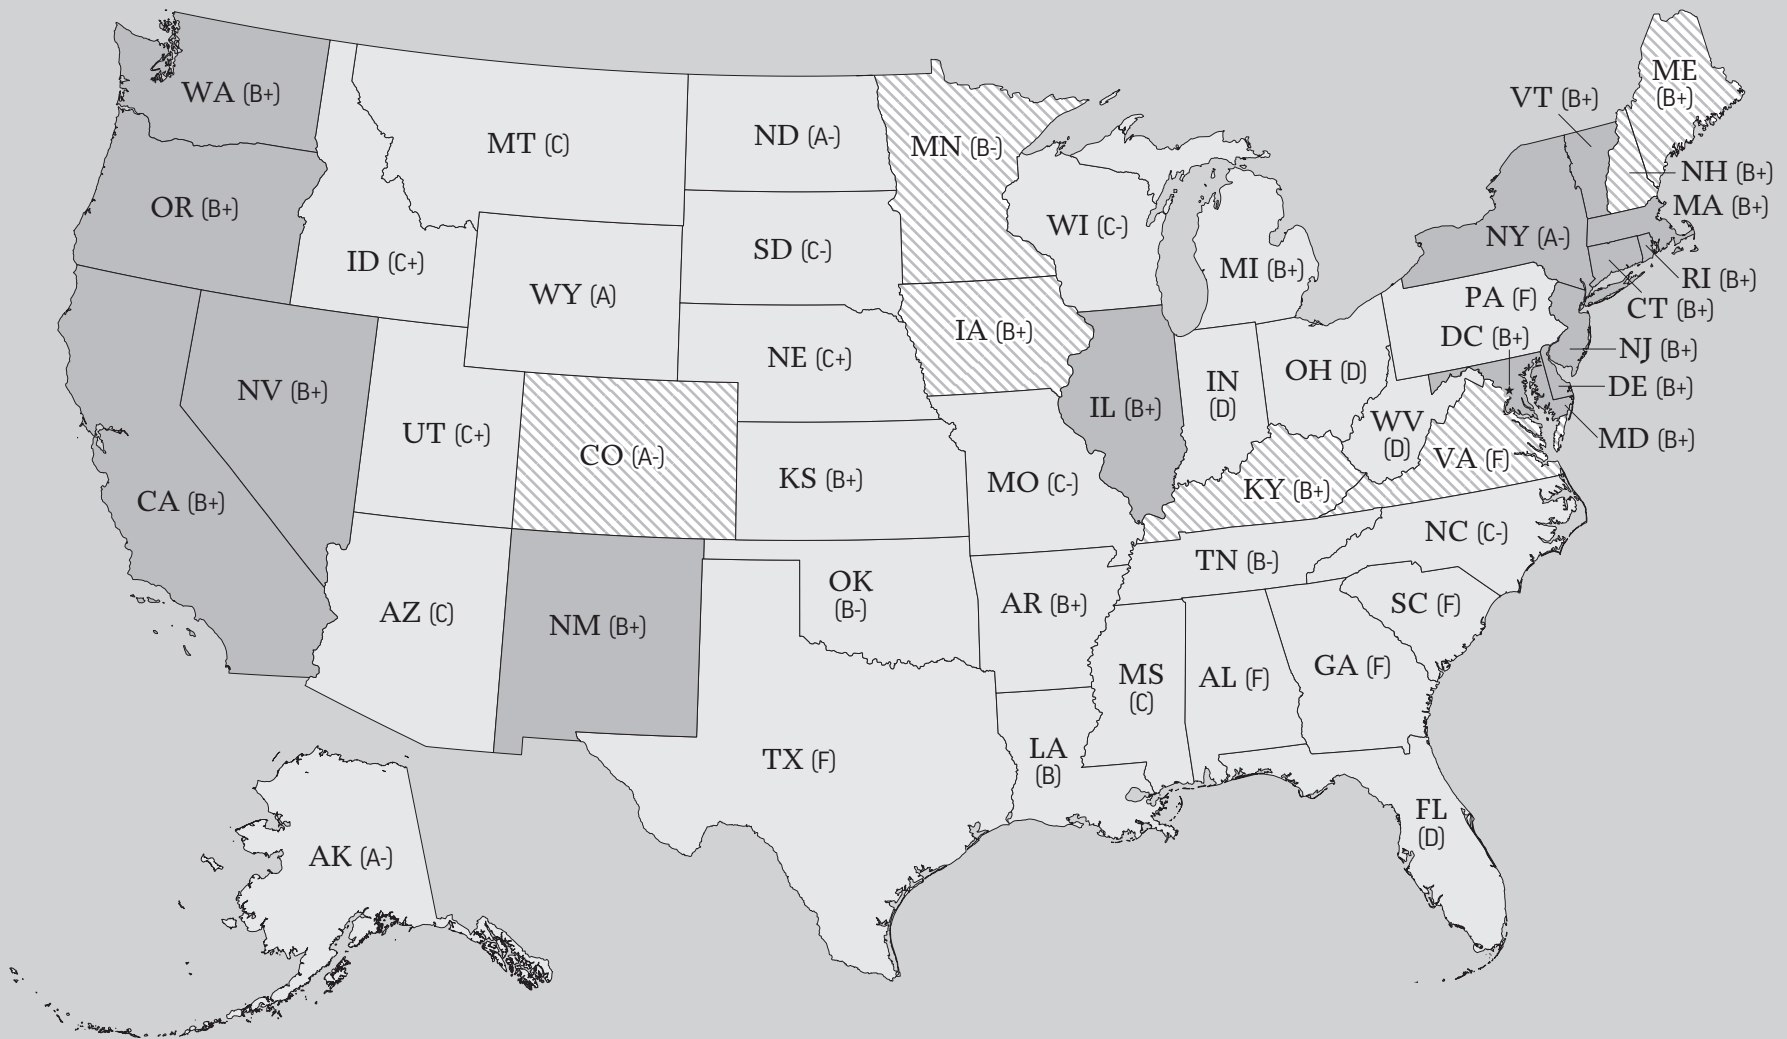 WA (B+)
OR (B+)
CA (B+)
NV (B+)
ID (C+)
MT (C)
WY (A)
UT (C+)
AZ (C)
CO (A-)
NM (B+)
ND (A-)
SD (C-)
NE (C+)
KS (B+)
OK
(B-)
TX (F)
MN (B-)
IA (B+)
MO (C-)
AR (B+)
LA
(B)
WI (C-)
IL (B+)
MI (B+)
IN
(D)
OH (D)
KY (B+)
TN (B-)
MS
(C)
AL (F)
GA (F)
FL
(D)
SC (F)
NC (C-)
VA (F)
WV
(D)
PA (F)
DC (B+)
NY (A-)
VT (B+)
ME
(B+)
NH (B+)
MA (B+)
RI (B+)
CT (B+)
NJ (B+)
DE (B+)
MD (B+)
AK (A-)